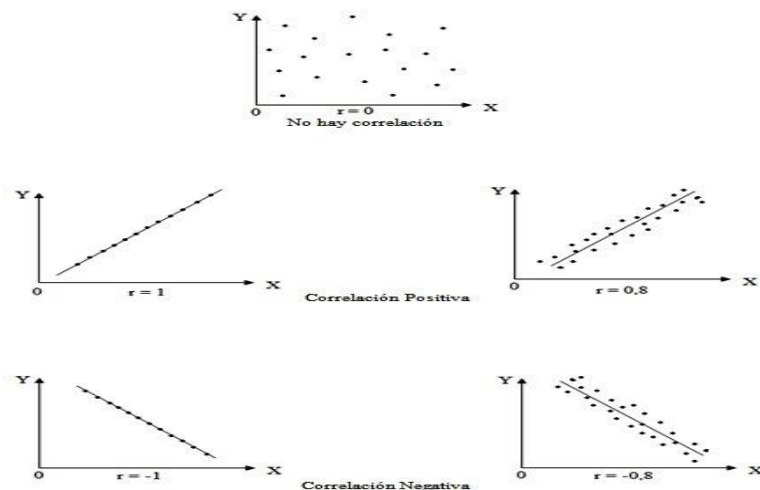 Y
0
r = 0
X
No hay correlación
Y
0
r = 1
X
Y
0
r = 0,8
X
Correlación Positiva
Y
0
r = -1
X
Y
0
r = -0,8
X
Correlación Negativa